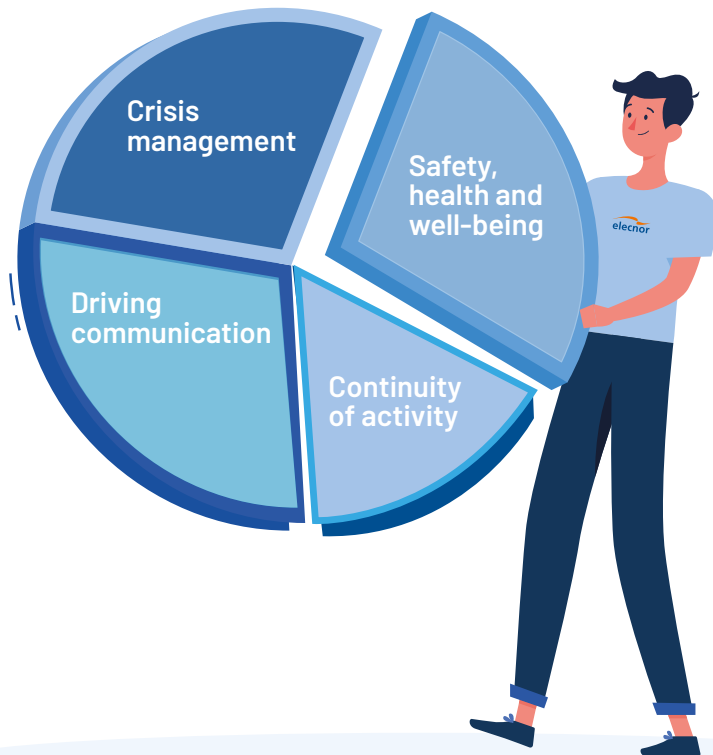 Crisis
management
Safety,
health and
well-being
elecnor
Driving
communication
Continuity
of activity